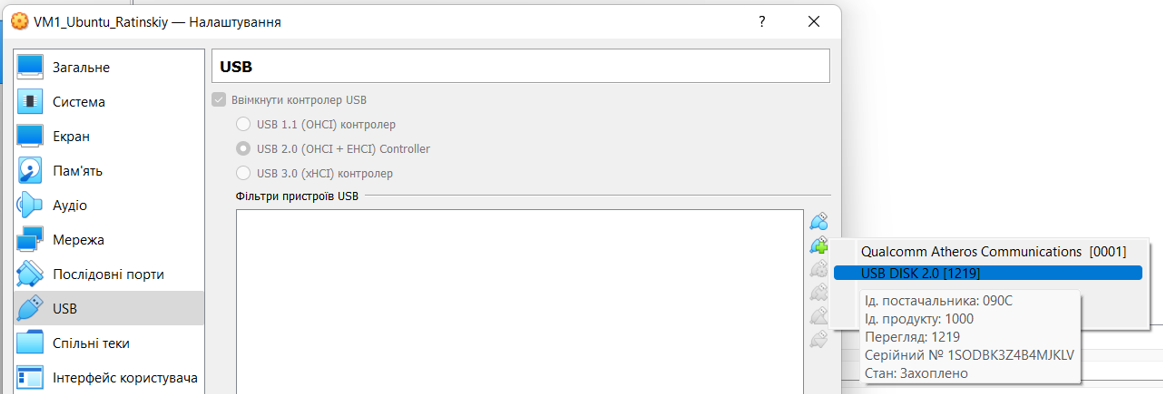 VM1_Ubuntu_Ratinskiy — Налаштування
?
Загальне
Система
Екран
Пам'ять
Аудіо
Мережа
Послідовні порти
USB
Спільні теки
Інтерфейс користувача
USB
Ввімкнути контролер USB
USB 1.1 (OHCI) контролер
USB 2.0 (OHCI + EHCI) Controller
USB 3.0 (xHCI) контролер
Фільтри пристроїв USB
Qualcomm Atheros Communications [0001]
USB DISK 2.0 [1219]
Ід. постачальника: 090C
Ід. продукту: 1000
Перегляд: 1219
Серійний № 1SODBK3Z4B4MJKLV
Стан: Захоплено